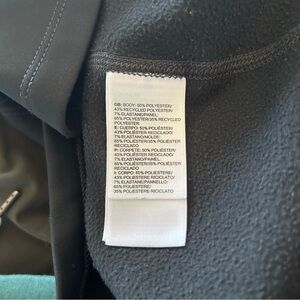 GB: BODY: 50% POLYESTER/
43% RECYCLED POLYESTER/
7% ELASTANE/PANEL:
65% POLYESTER/35% RECYCLED
POLYESTER
E: CUERPO: 50% POLIÉSTER/
43% POLIÉSTER RECICLADO/
7% ELASTANO/MOLDE:
65% POLIÉSTER/35% POLIÉSTER
RECICLADO
P: CORPETE: 50% POLIÉSTER/
43% POLIÉSTER RECICLADO/
7% ELASTANO/PAINEL:
65% POLIÉSTER/35% POLIÉSTER
RECICLADO
I: CORPO: 50% POLIESTERE/
43% POLIESTERE RICICLATO/
7% ELASTANE/PANNELLO:
65% POLIESTERE/
35% POLIESTERE RICICLATO